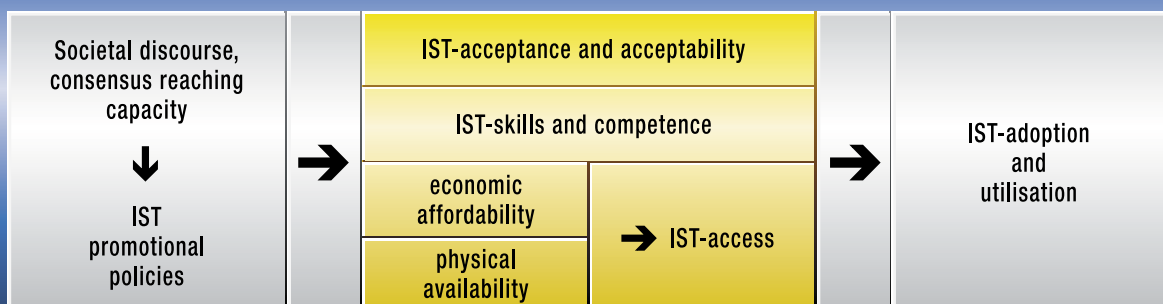 Societal discourse,
consensus reaching
capacity
IST
promotional
policies
IST-acceptance and acceptability
IST-skills and competence
economic
affordability
physical
availability
IST-access
IST-adoption
and
utilisation